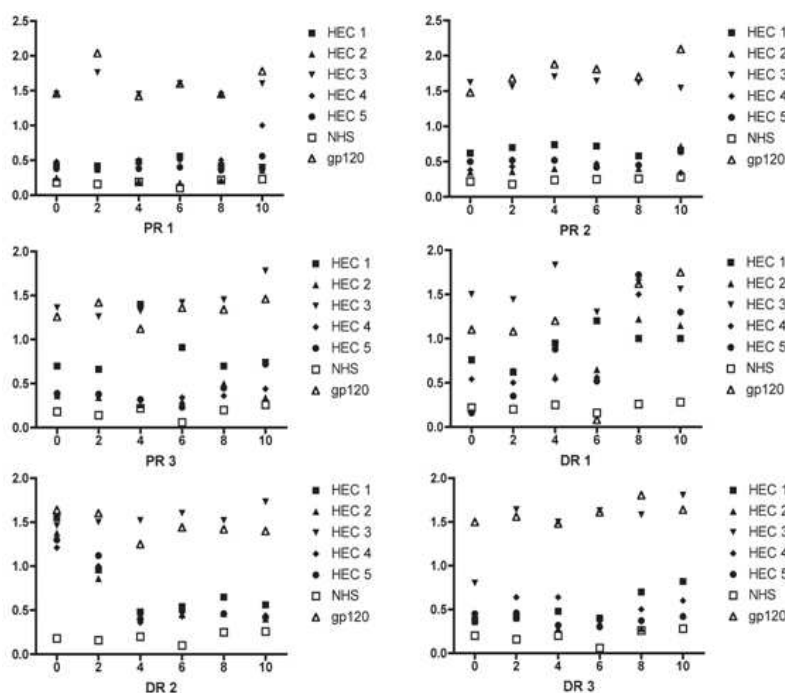 2.5
2.0
1.5
1.0
0.5
0.0
0 2 4 6 8 10
PR 1
HEC 1
HEC 2
HEC 3
HEC 4
HEC 5
NHS
gp120
2.5
2.0
1.5
1.0
0.5
0.0
0 2 4 6 8 10
PR 2
HEC 1
HEC 2
HEC 3
HEC 4
HEC 5
NHS
gp120
2.0
1.5
1.0
0.5
0.0
0 2 4 6 8 10
PR 3
HEC 1
HEC 2
HEC 3
HEC 4
HEC 5
NHS
gp120
2.0
1.5
1.0
0.5
0.0
0 2 4 6 8 10
DR 1
HEC 1
HEC 2
HEC 3
HEC 4
HEC 5
NHS
gp120
2.0
1.5
1.0
0.5
0.0
0 2 4 6 8 10
DR 2
HEC 1
HEC 2
HEC 3
HEC 4
HEC 5
NHS
gp120
2.0
1.5
1.0
0.5
0.0
0 2 4 6 8 10
DR 3
HEC 1
HEC 2
HEC 3
HEC 4
HEC 5
NHS
gp120